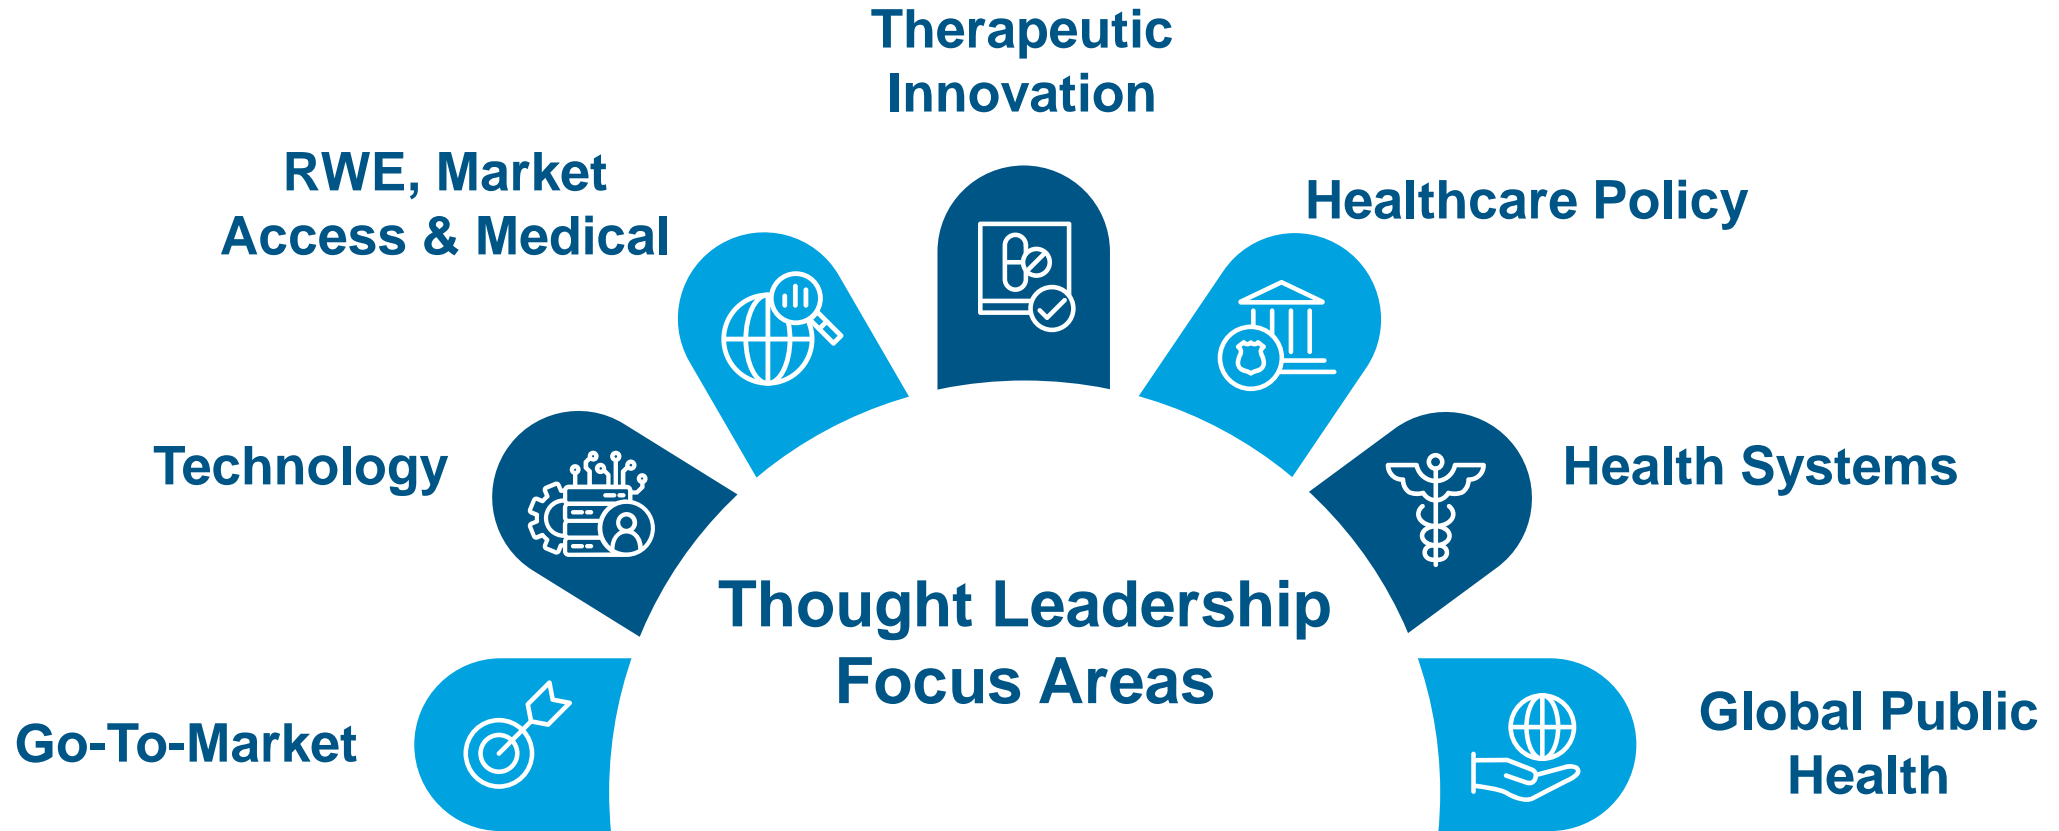 Therapeutic
Innovation
RWE, Market
Access & Medical
Healthcare Policy
Technology
Health Systems
Thought Leadership
Focus Areas
Go-To-Market
Global Public
Health